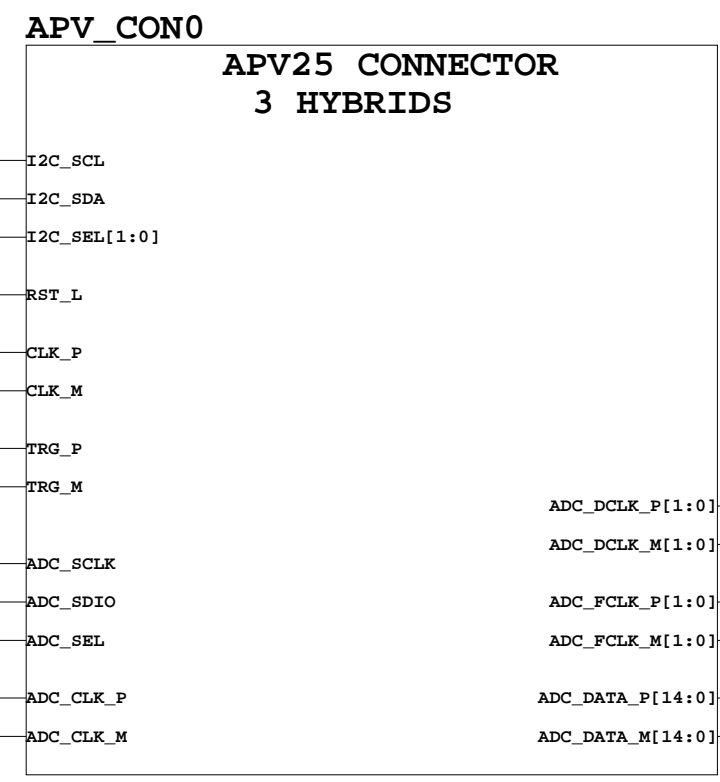 APV_CON0
APV25 CONNECTOR
3 HYBRIDS
I2C_SCL
I2C_SDA
I2C_SEL[1:0]
RST_L
CLK_P
CLK_M
TRG_P
TRG_M
ADC_DCLK_P[1:0]
ADC_DCLK_M[1:0]
ADC_SCLK
ADC_SDIO
ADC_FCLK_P[1:0]
ADC_SEL
ADC_FCLK_M[1:0]
ADC_CLK_P
ADC_DATA_P[14:0]
ADC_CLK_M
ADC_DATA_M[14:0]